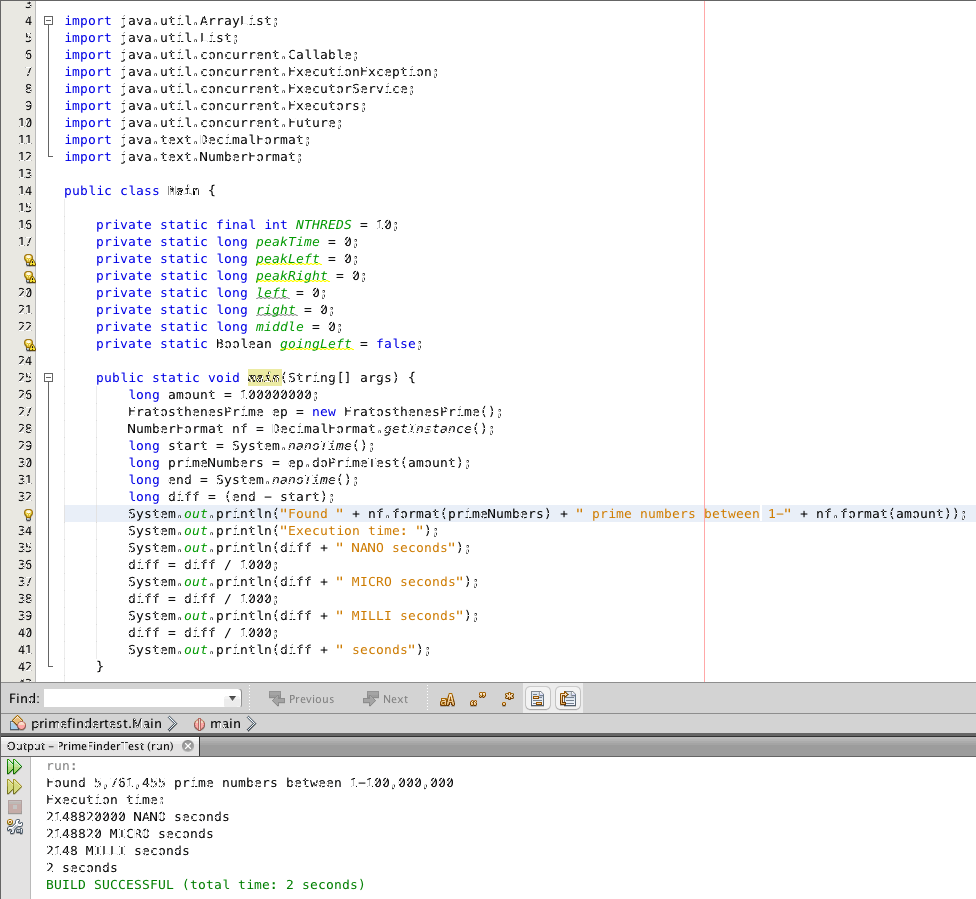 3
4 import java.util.ArrayList;
5 import java.util.List;
6 import java.util.concurrent.Callable;
7 import java.util.concurrent.ExecutionException;
8 import java.util.concurrent.ExecutorService;
9 import java.util.concurrent.Executors;
10 import java.util.concurrent.Future;
11 import java.text.DecimalFormat;
12 import java.text.NumberFormat;
13
14 public class Main {
15
16 private static final int NTHREDS = 10;
17 private static long peakTime = 0;
private static long peakLeft = 0;
private static long peakRight = 0;
20 private static long left = 0;
21 private static long right = 0;
22 private static long middle = 0;
private static Boolean goingLeft = false;
24
25 public static void main(String[] args) {
26 long amount = 100000000;
27 EratosthenesPrime ep = new EratosthenesPrime();
28 NumberFormat nf = DecimalFormat.getInstance();
29 long start = System.nanoTime();
30 long primeNumbers = ep.doPrimeTest(amount);
31 long end = System.nanoTime();
32 long diff = (end - start);
System.out.println("Found " + nf.format(primeNumbers) + " prime numbers between 1-" + nf.format(amount));
34 System.out.println("Execution time: ");
35 System.out.println(diff + " NANO seconds");
36 diff = diff / 1000;
37 System.out.println(diff + " MICRO seconds");
38 diff = diff / 1000;
39 System.out.println(diff + " MILLI seconds");
40 diff = diff / 1000;
41 System.out.println(diff + " seconds");
42 }
Find: Previous Next
primefindertest.Main main
Output - PrimeFinderTest (run)
run:
Found 5,761,455 prime numbers between 1-100,000,000
Execution time:
2148820000 NANO seconds
2148820 MICRO seconds
2148 MILLI seconds
2 seconds
BUILD SUCCESSFUL (total time: 2 seconds)